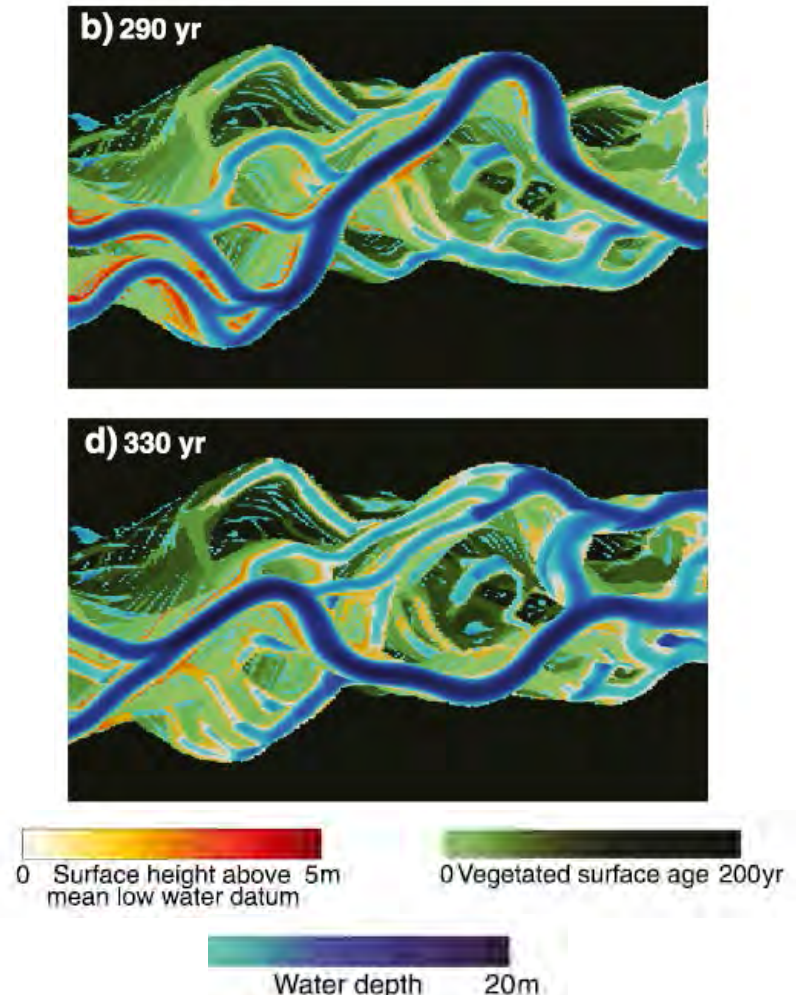 b) 290 yr
d) 330 yr
0 Surface height above 5m
mean low water datum
0 Vegetated surface age 200yr
Water depth 20m